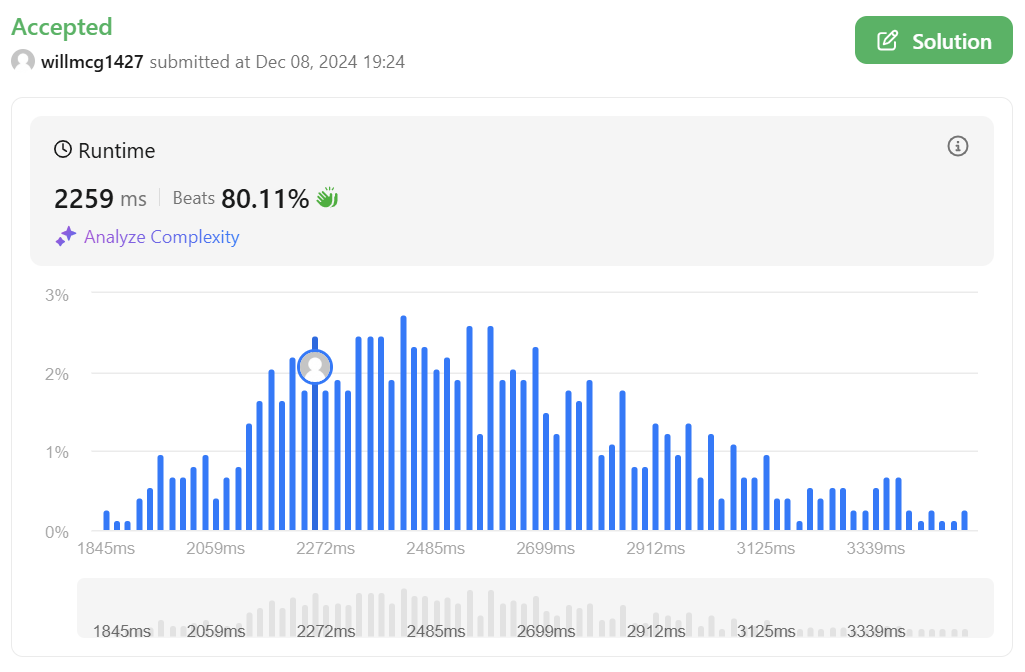 Accepted
willmcg1427 submitted at Dec 08, 2024 19:24
Solution
Runtime
2259 ms Beats 80.11%
Analyze Complexity
3%
2%
1%
0%
1845ms 2059ms 2272ms 2485ms 2699ms 2912ms 3125ms 3339ms
1845ms 2059ms 2272ms 2485ms 2699ms 2912ms 3125ms 3339ms